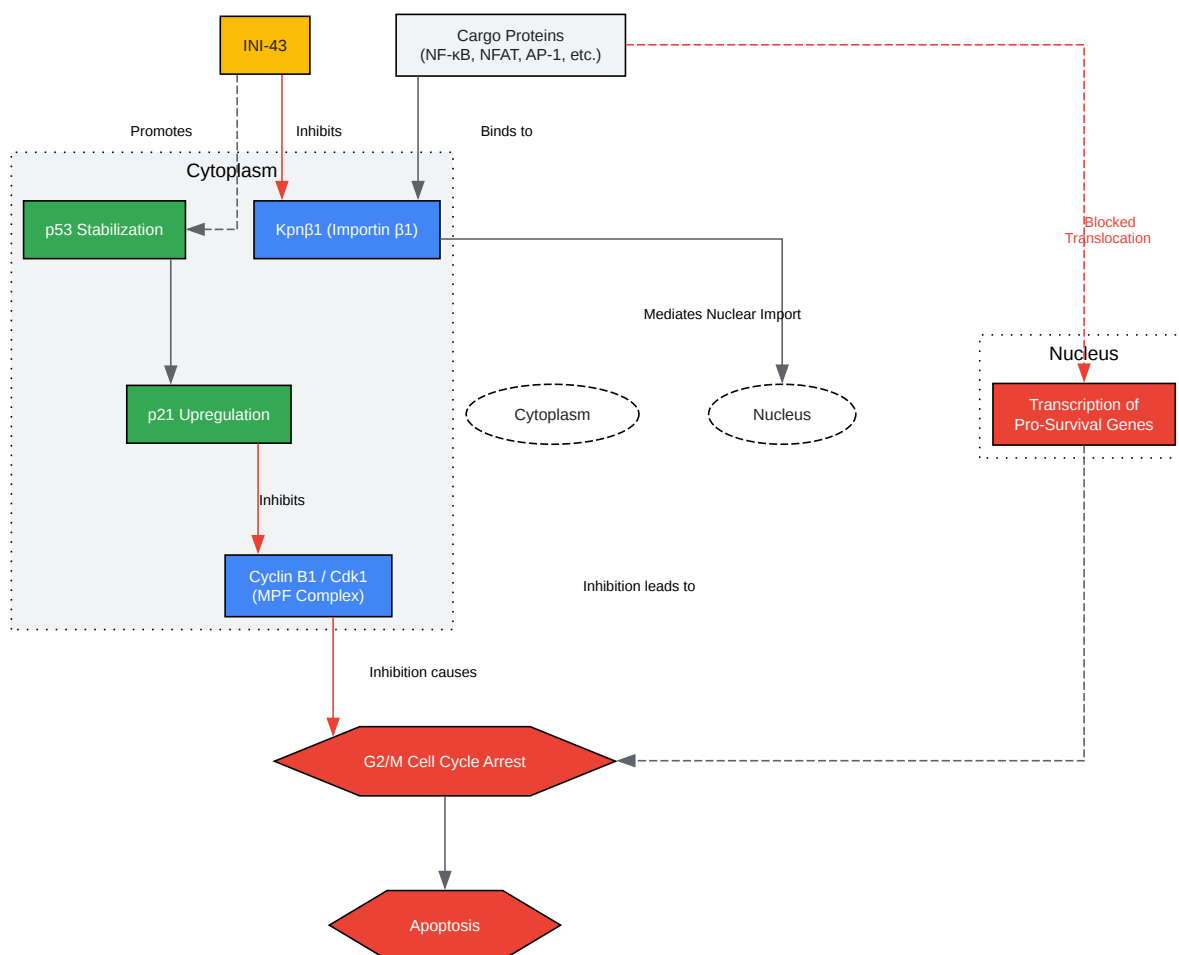 INI-43
Cargo Proteins
(NF-κB, NFAT, AP-1, etc.)
Promotes
Inhibits
Binds to
Cytoplasm
p53 Stabilization
Kpnβ1 (Importin β1)
Blocked
Translocation
Mediates Nuclear Import
Nucleus
p21 Upregulation
Cytoplasm
Nucleus
Transcription of
Pro-Survival Genes
Inhibits
Cyclin B1 / Cdk1
(MPF Complex)
Inhibition leads to
Inhibition causes
G2/M Cell Cycle Arrest
Apoptosis